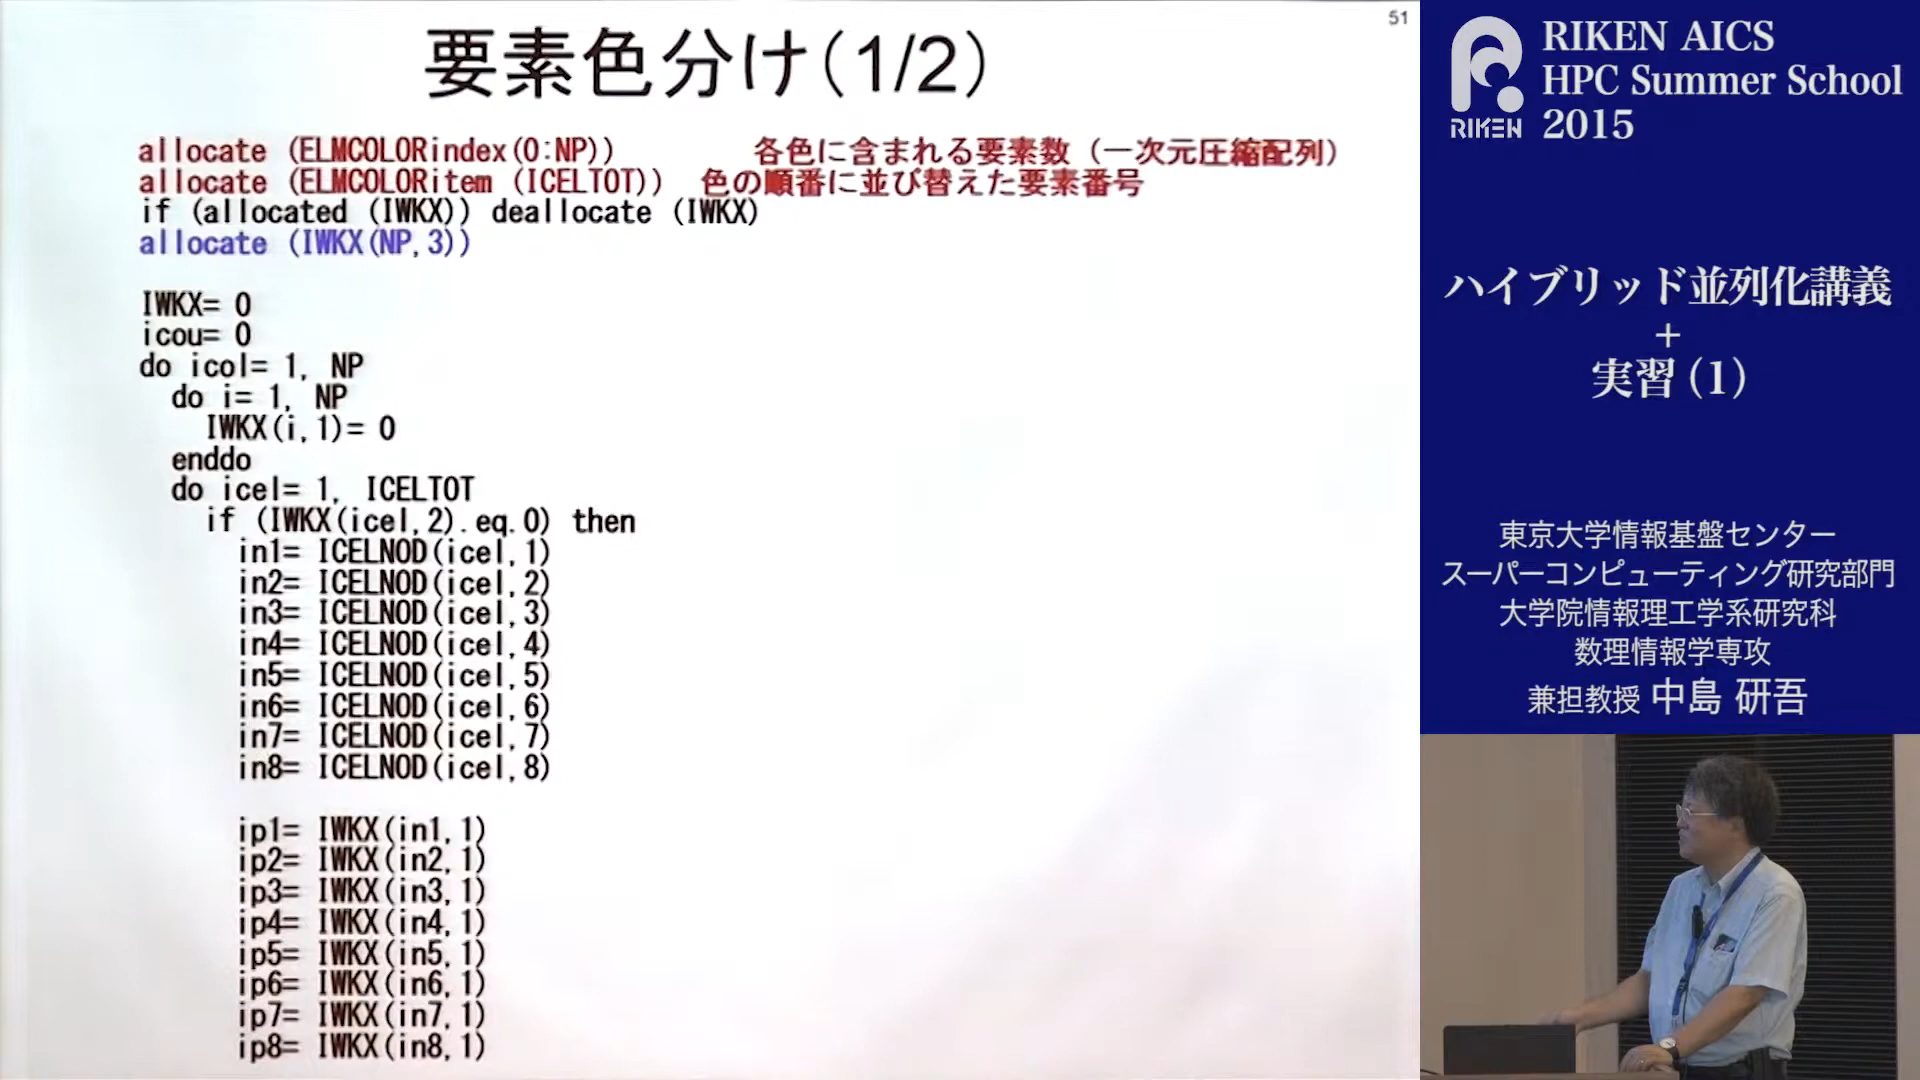 51
要素色分け(1/2)
allocate (ELMCOLORindex(0:NP)) 各色に含まれる要素数 (一次元圧縮配列)
allocate (ELMCOLORitem (ICELTOT)) 色の順番に並び替えた要素番号
if (allocated (IWKX)) deallocate (IWKX)
allocate (IWKX(NP,3))
IWKX= 0
icou= 0
do icol= 1, NP
do i= 1, NP
IWKX(i,1)= 0
enddo
do icel= 1, ICELTOT
if (IWKX(icel,2).eq.0) then
in1= ICELNOD(icel,1)
in2= ICELNOD(icel,2)
in3= ICELNOD(icel,3)
in4= ICELNOD(icel,4)
in5= ICELNOD(icel,5)
in6= ICELNOD(icel,6)
in7= ICELNOD(icel,7)
in8= ICELNOD(icel,8)
ip1= IWKX(in1,1)
ip2= IWKX(in2,1)
ip3= IWKX(in3,1)
ip4= IWKX(in4,1)
ip5= IWKX(in5,1)
ip6= IWKX(in6,1)
ip7= IWKX(in7,1)
ip8= IWKX(in8,1)
RIKEN
RIKEN AICS
HPC Summer School
2015
ハイブリッド並列化講義
+
実習(1)
東京大学情報基盤センター
スーパーコンピューティング研究部門
大学院情報理工学系研究科
数理情報学専攻
兼担教授 中島 研吾